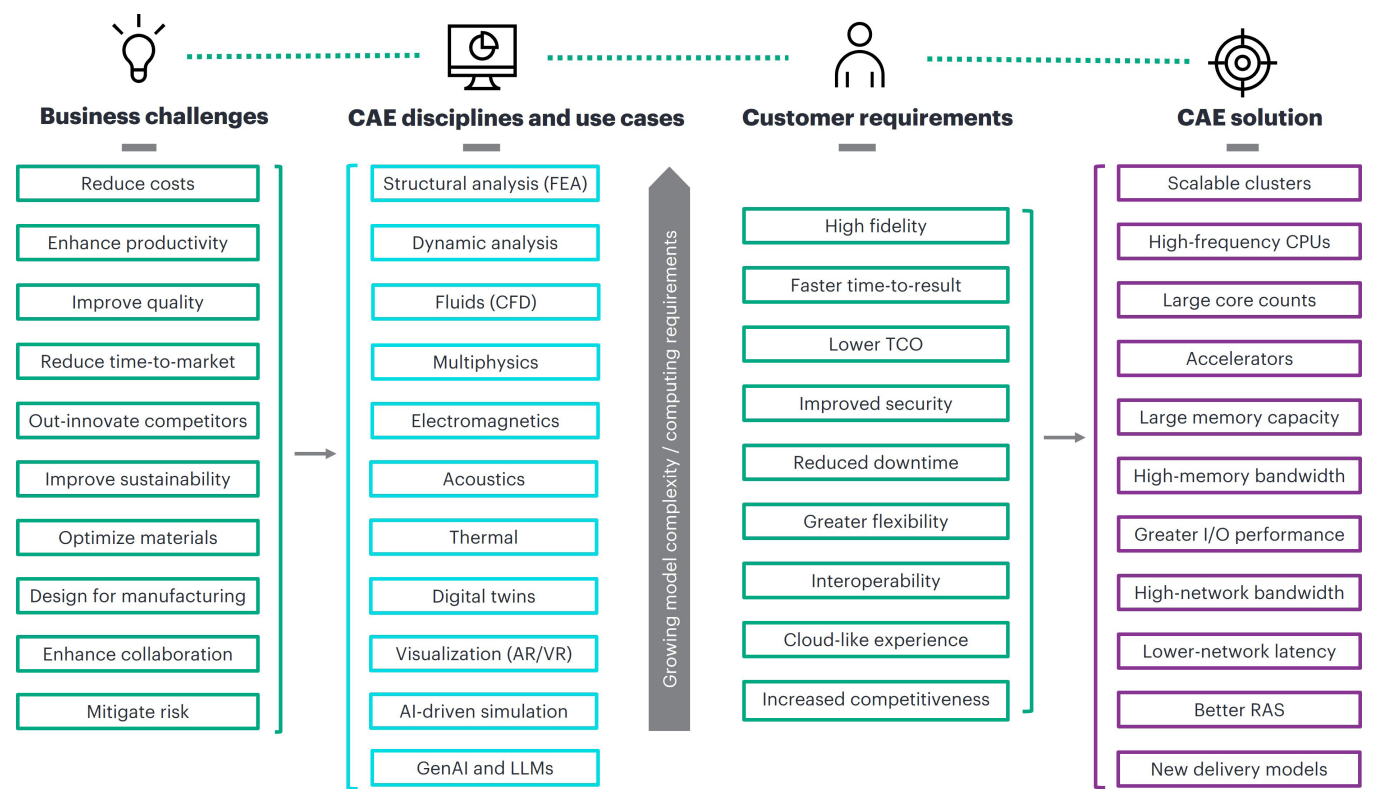 Business challenges
Reduce costs
Enhance productivity
Improve quality
Reduce time-to-market
Out-innovate competitors
Improve sustainability
Optimize materials
Design for manufacturing
Enhance collaboration
Mitigate risk
CAE disciplines and use cases
Structural analysis (FEA)
Dynamic analysis
Fluids (CFD)
Multiphysics
Electromagnetics
Acoustics
Thermal
Digital twins
Visualization (AR/VR)
AI-driven simulation
GenAI and LLMs
Growing model complexity / computing requirements
Customer requirements
High fidelity
Faster time-to-result
Lower TCO
Improved security
Reduced downtime
Greater flexibility
Interoperability
Cloud-like experience
Increased competitiveness
CAE solution
Scalable clusters
High-frequency CPUs
Large core counts
Accelerators
Large memory capacity
High-memory bandwidth
Greater I/O performance
High-network bandwidth
Lower-network latency
Better RAS
New delivery models